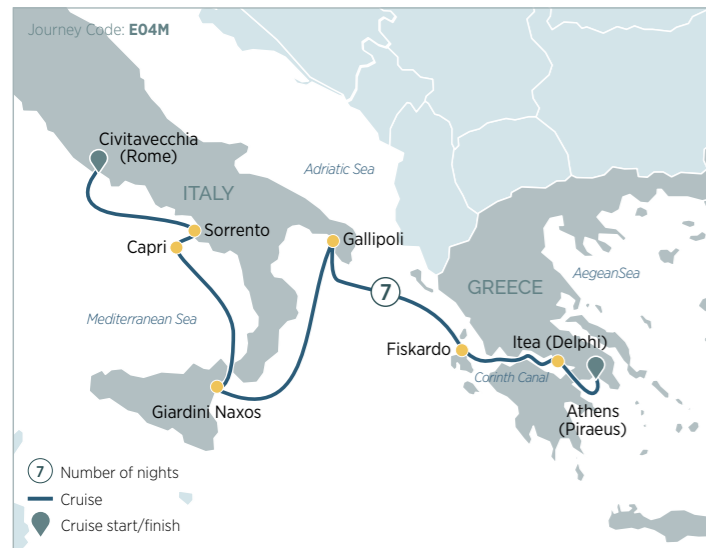 Journey Code: E04M
Civitavecchia
(Rome)
Adriatic Sea
ITALY
Sorrento
Capri
Gallipoli
AegeanSea
GREECE
7
Mediterranean Sea
Itea (Delphi)
Fiskardo
Corinth Canal
Giardini Naxos
Athens
(Piraeus)
7 Number of nights
Cruise
Cruise start/finish